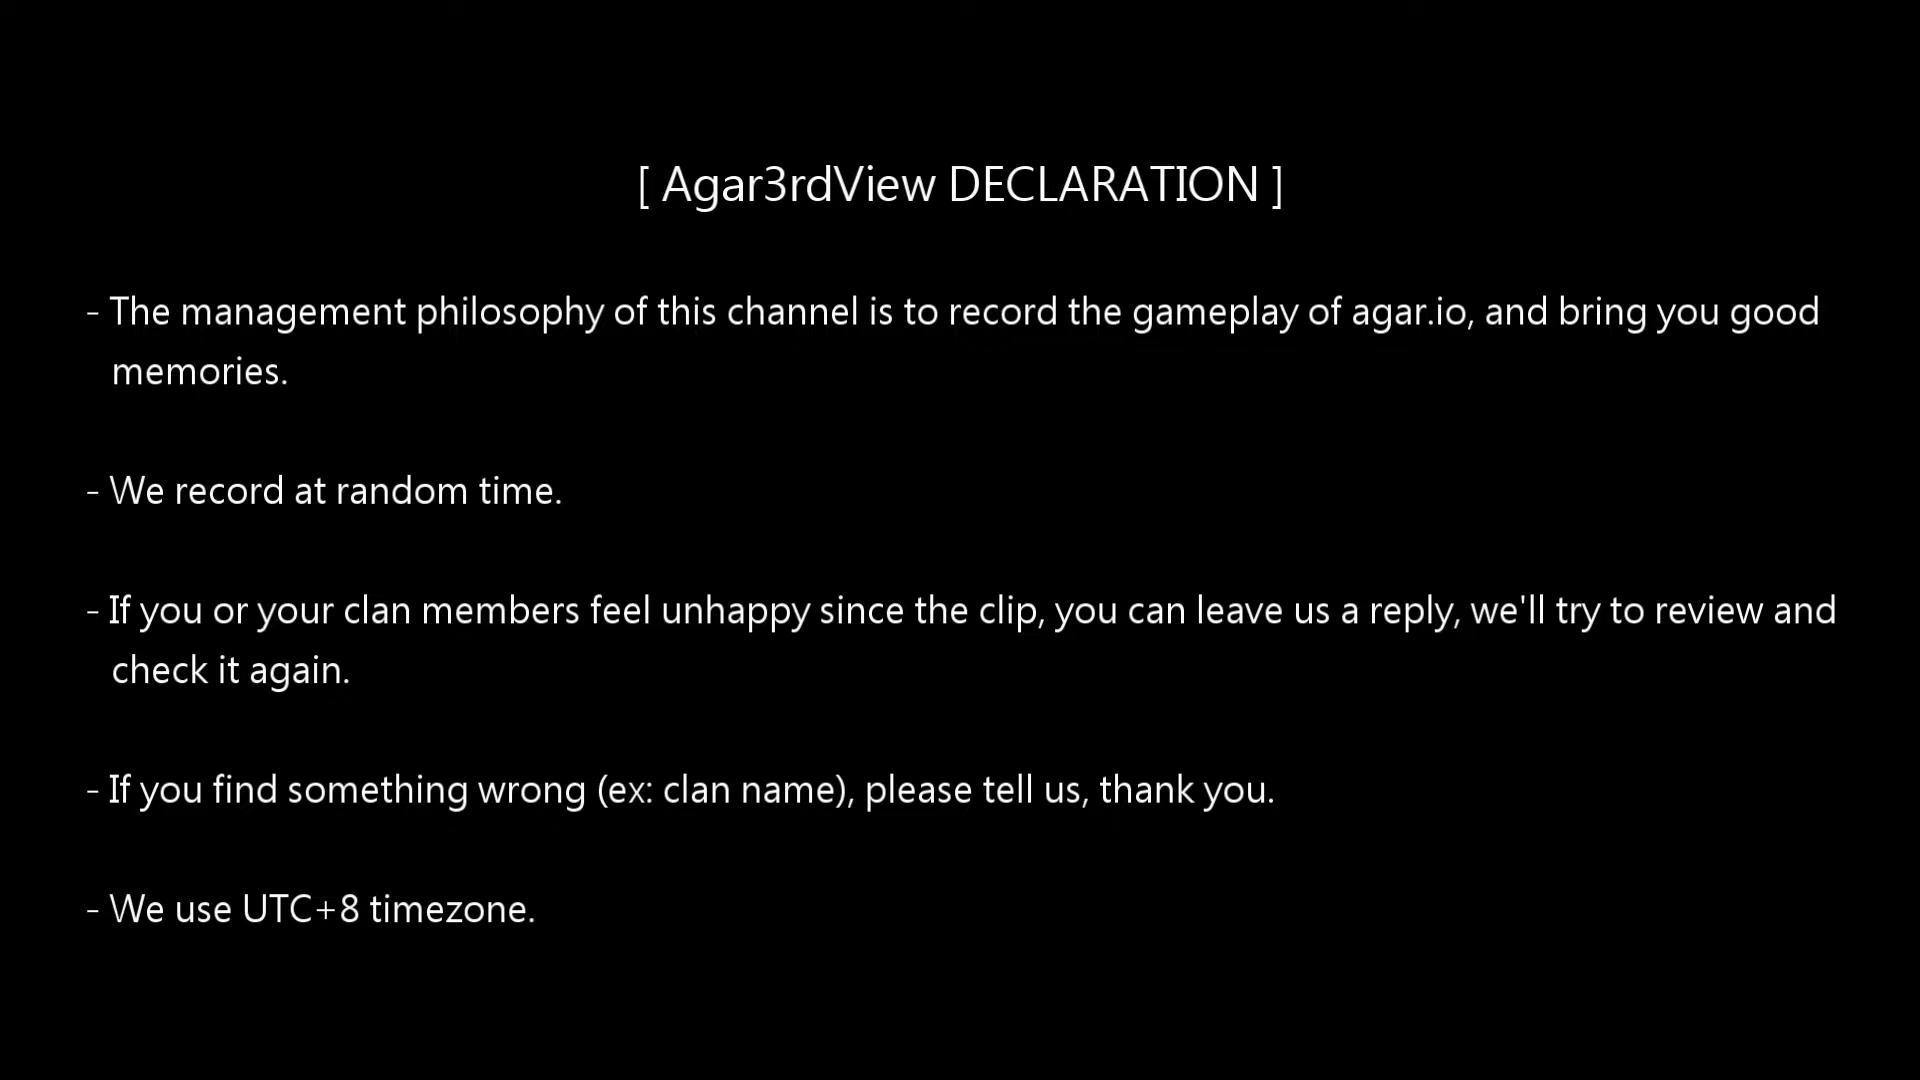 [ Agar3rdView DECLARATION ]
- The management philosophy of this channel is to record the gameplay of agar.io, and bring you good
memories.
- We record at random time.
- If you or your clan members feel unhappy since the clip, you can leave us a reply, we'll try to review and
check it again.
- If you find something wrong (ex: clan name), please tell us, thank you.
- We use UTC+8 timezone.